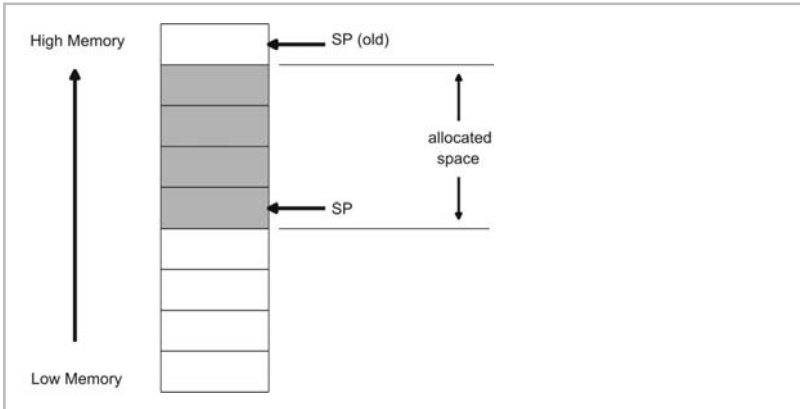 High Memory
SP (old)
allocated
space
SP
Low Memory